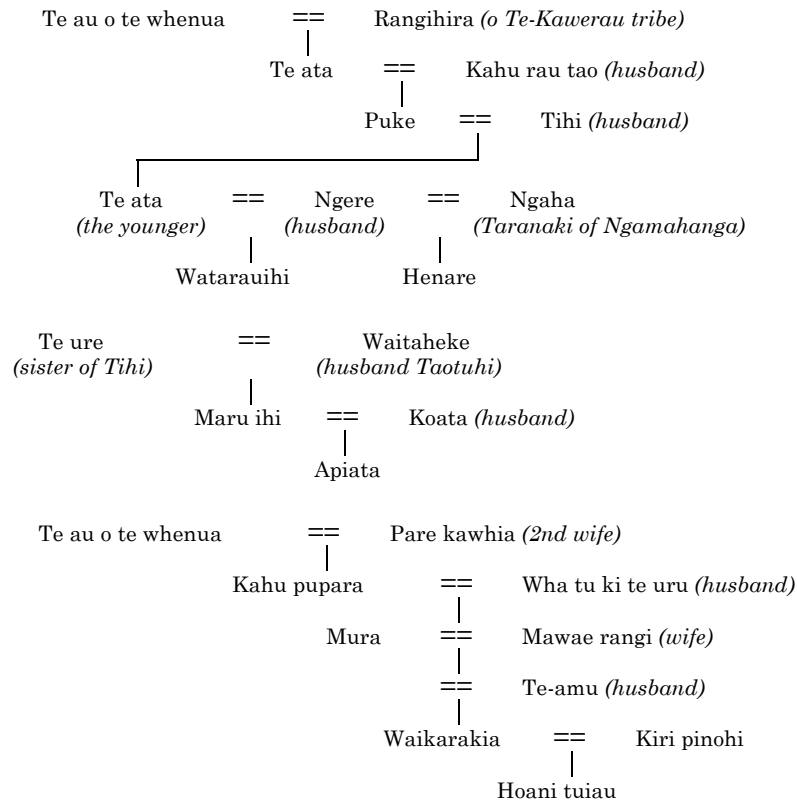 Te au o te whenua == Rangihira (o Te-Kawerau tribe)
Te ata == Kahu rau tao (husband)
Puke == Tihi (husband)
Te ata == Ngere == Ngaha
(the younger) (husband) (Taranaki of Ngamahanga)
Watarauihi Henare
Te ure == Waitaheke
(sister of Tihi) (husband Taotuhi)
Maru ihi == Koata (husband)
Apiata
Te au o te whenua == Pare kawhia (2nd wife)
Kahu pupara == Wha tu ki te uru (husband)
Mura == Mawae rangi (wife)
== Te-amu (husband)
Waikarakia == Kiri pinohi
Hoani tuiau